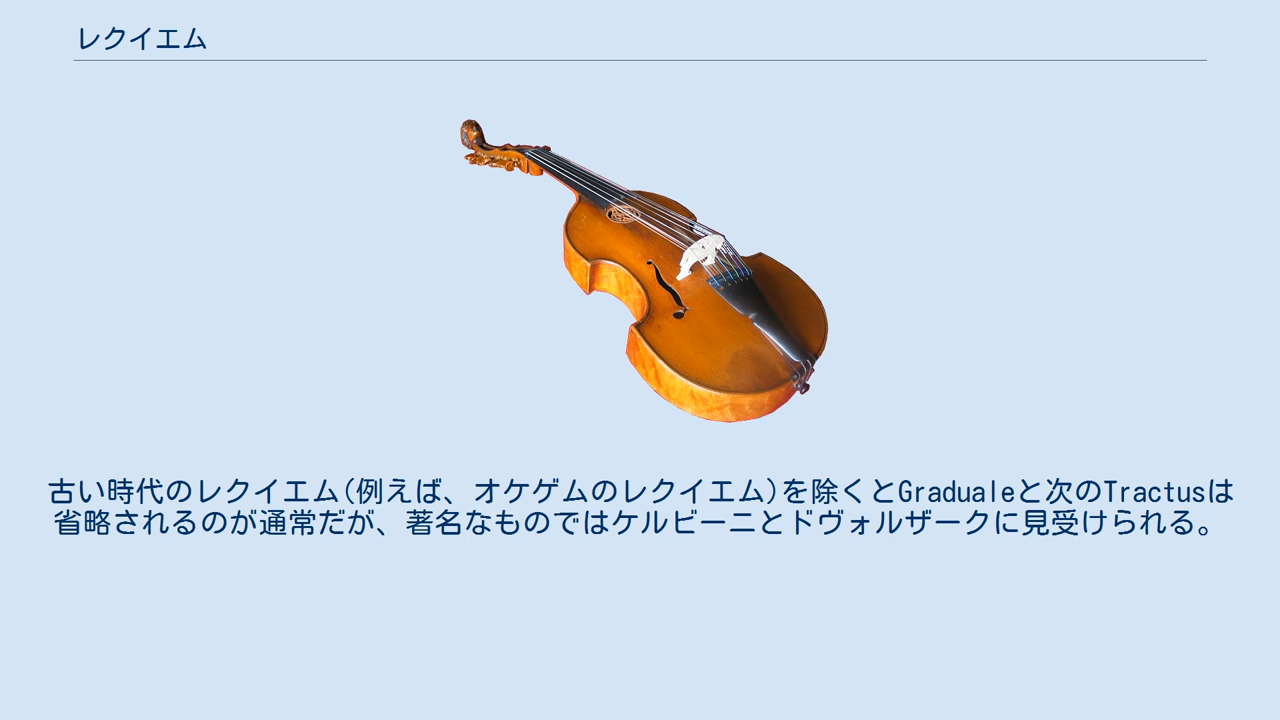 レクイエム
古い時代のレクイエム(例えば、オケゲムのレクイエム)を除くとGradualeと次のTractusは
省略されるのが通常だが、著名なものではケルビーニとドヴォルザークに見受けられる。